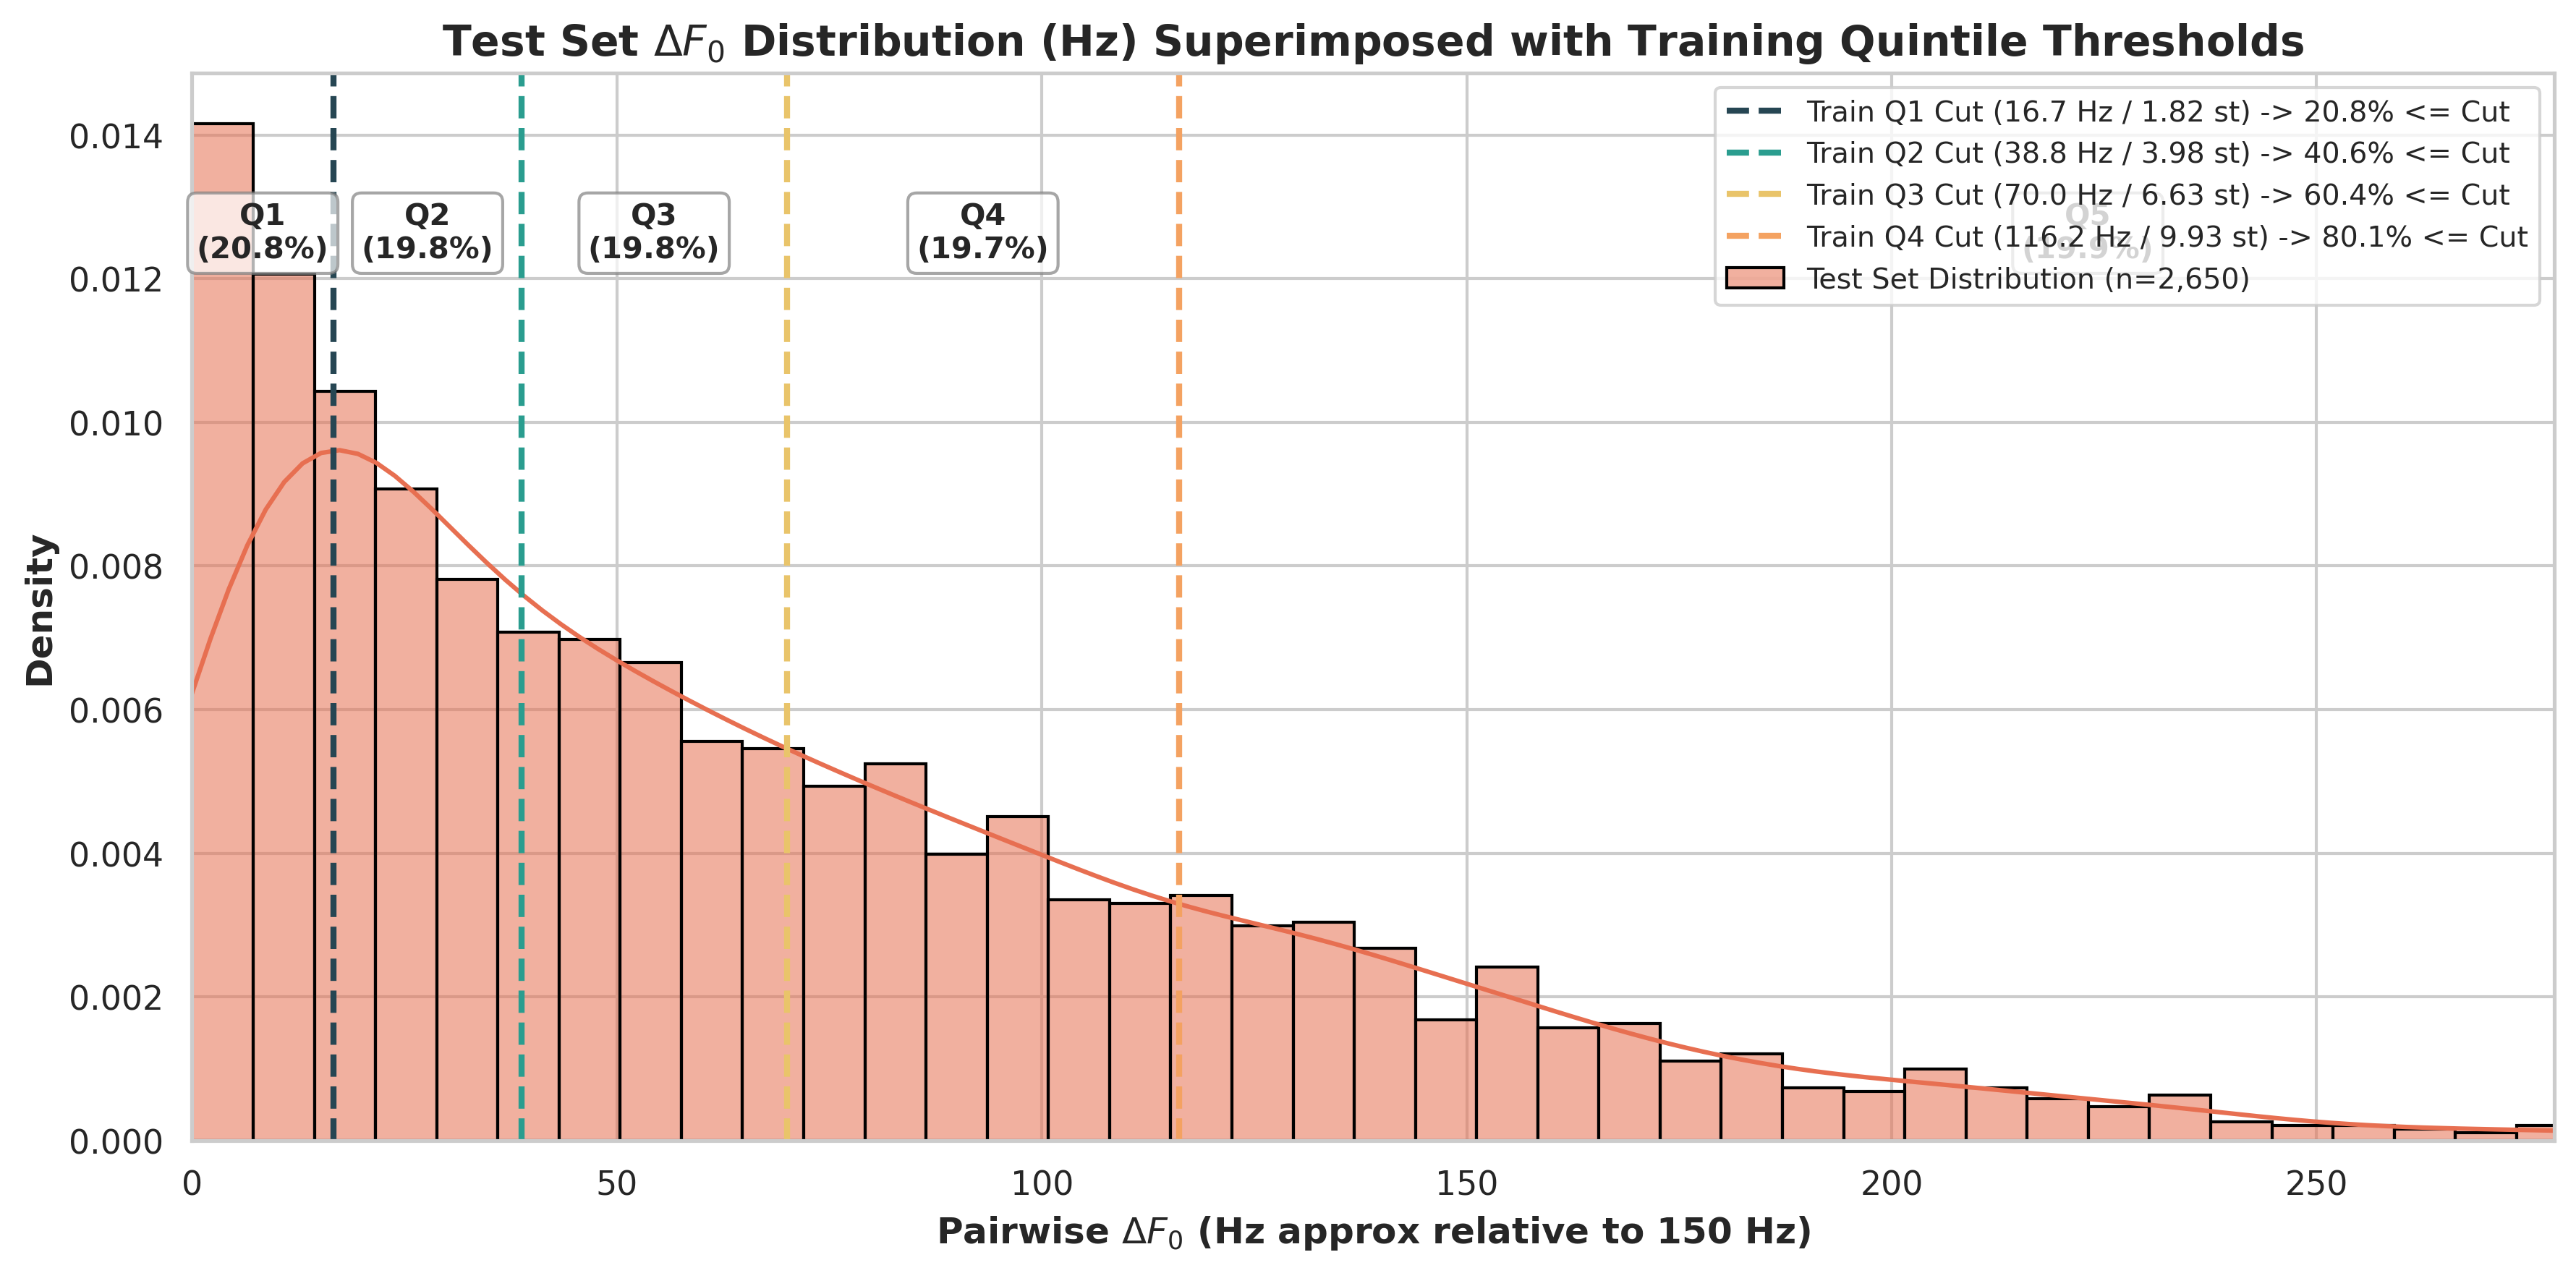 Test Set ΔF₀ Distribution (Hz) Superimposed with Training Quintile Thresholds
Train Q1 Cut (16.7 Hz / 1.82 st) -> 20.8% <= Cut
Train Q2 Cut (38.8 Hz / 3.98 st) -> 40.6% <= Cut
Train Q3 Cut (70.0 Hz / 6.63 st) -> 60.4% <= Cut
Train Q4 Cut (116.2 Hz / 9.93 st) -> 80.1% <= Cut
Test Set Distribution (n=2,650)
Q1
(20.8%)
Q2
(19.8%)
Q3
(19.8%)
Q4
(19.7%)
Q5
(19.9%)
Density
0.014
0.012
0.010
0.008
0.006
0.004
0.002
0.000
0
50
100
150
200
250
Pairwise ΔF₀ (Hz approx relative to 150 Hz)